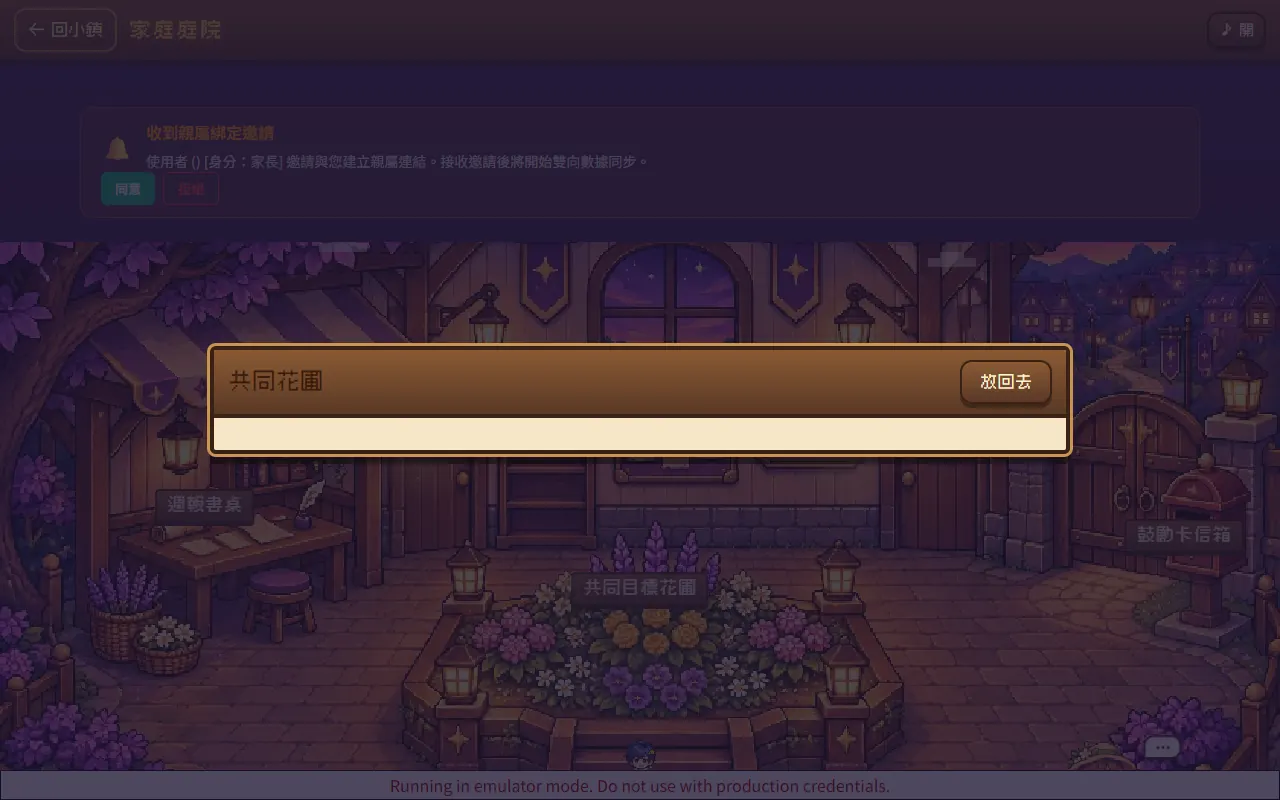 ← 回小鎮
家庭庭院
♪ 開
收到親屬綁定邀請
使用者 () [身分：家長] 邀請與您建立親屬連結。接收邀請後將開始雙向數據同步。
同意
拒絕
共同花圃
放回去
週報書桌
鼓勵卡信箱
共同目標花圃
Running in emulator mode. Do not use with production credentials.